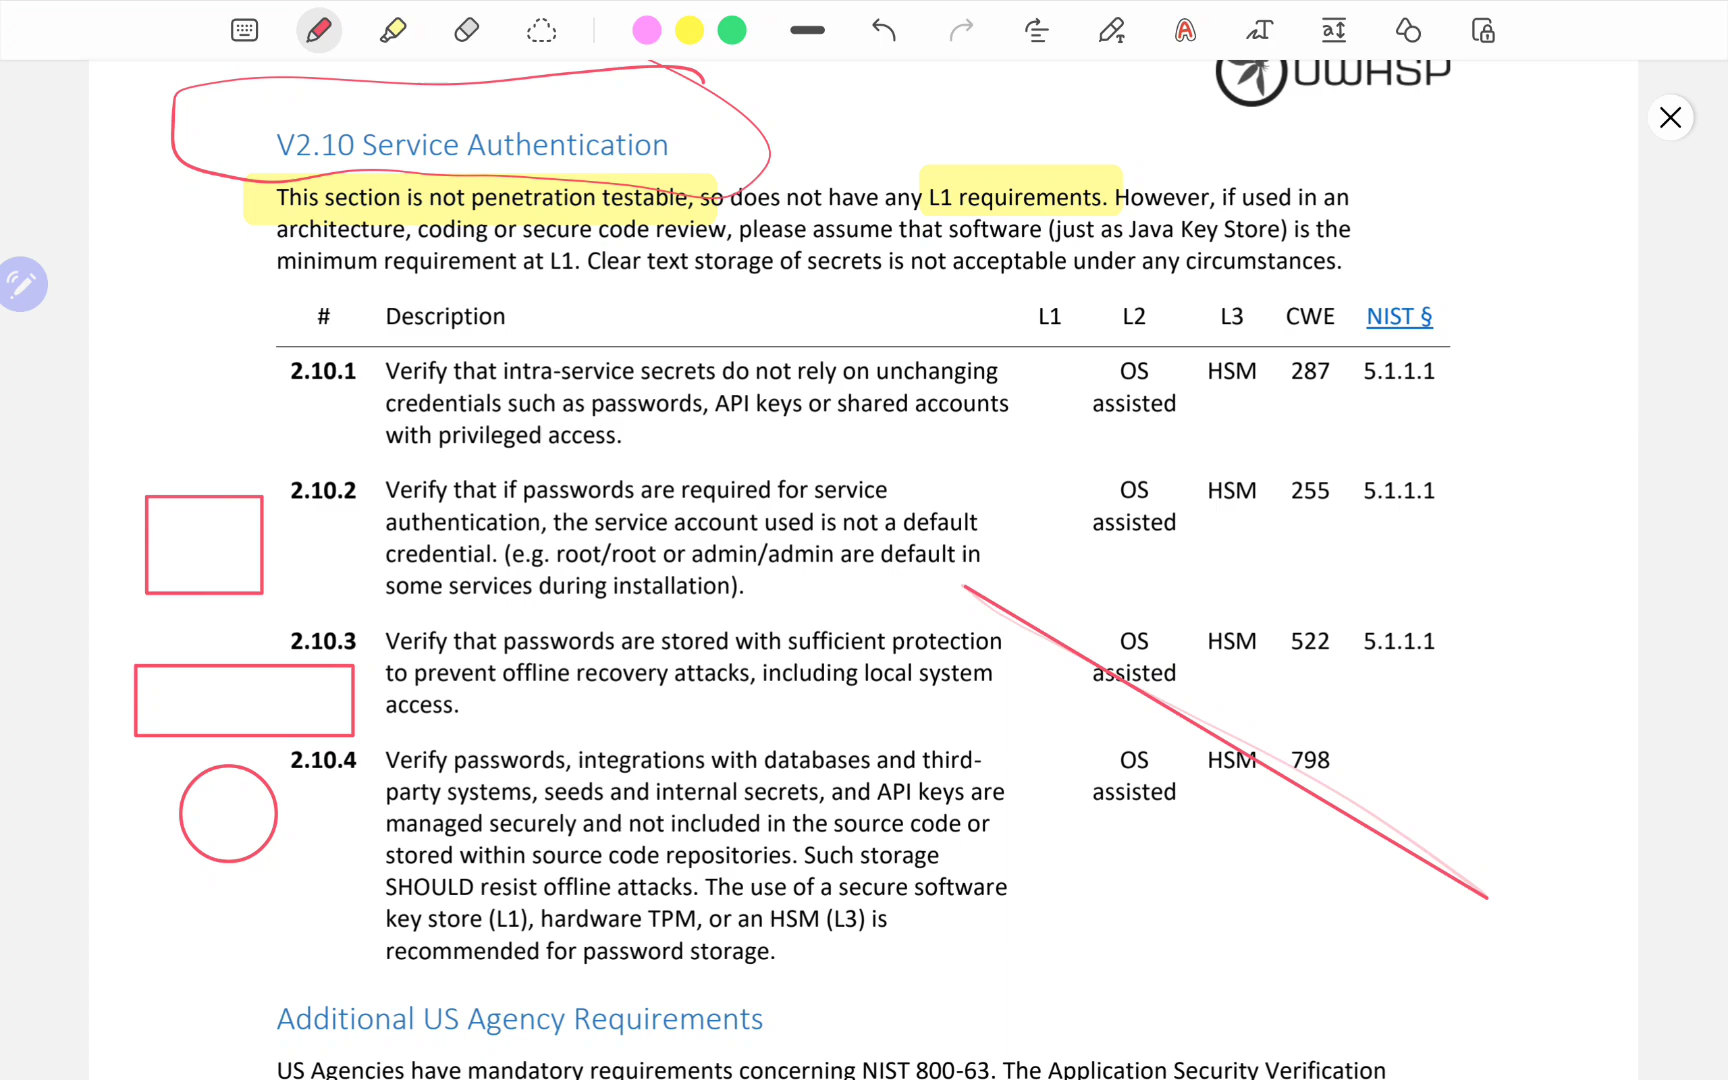 V2.10 Service Authentication
This section is not penetration testable, so does not have any L1 requirements. However, if used in an
architecture, coding or secure code review, please assume that software (just as Java Key Store) is the
minimum requirement at L1. Clear text storage of secrets is not acceptable under any circumstances.
# Description L1 L2 L3 CWE NIST §
2.10.1 Verify that intra-service secrets do not rely on unchanging OS HSM 287 5.1.1.1
credentials such as passwords, API keys or shared accounts assisted
with privileged access.
2.10.2 Verify that if passwords are required for service OS HSM 255 5.1.1.1
authentication, the service account used is not a default assisted
credential. (e.g. root/root or admin/admin are default in
some services during installation).
2.10.3 Verify that passwords are stored with sufficient protection OS HSM 522 5.1.1.1
to prevent offline recovery attacks, including local system assisted
access.
2.10.4 Verify passwords, integrations with databases and third- OS HSM 798
party systems, seeds and internal secrets, and API keys are assisted
managed securely and not included in the source code or
stored within source code repositories. Such storage
SHOULD resist offline attacks. The use of a secure software
key store (L1), hardware TPM, or an HSM (L3) is
recommended for password storage.
Additional US Agency Requirements
US Agencies have mandatory requirements concerning NIST 800-63. The Application Security Verification